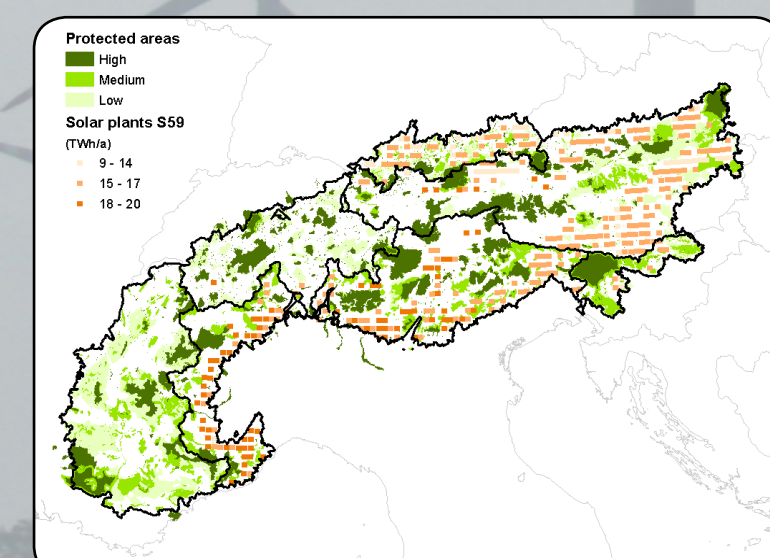 Protected areas
High
Medium
Low
Solar plants S59
(TWh/a)
9 - 14
15 - 17
18 - 20